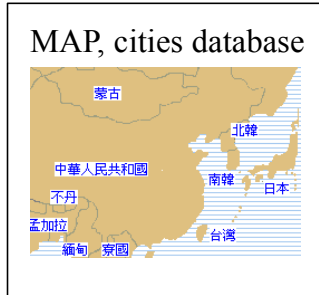 MAP, cities database
蒙古
北韓
中華人民共和國
南韓
日本
不丹
孟加拉
台灣
緬甸
寮國